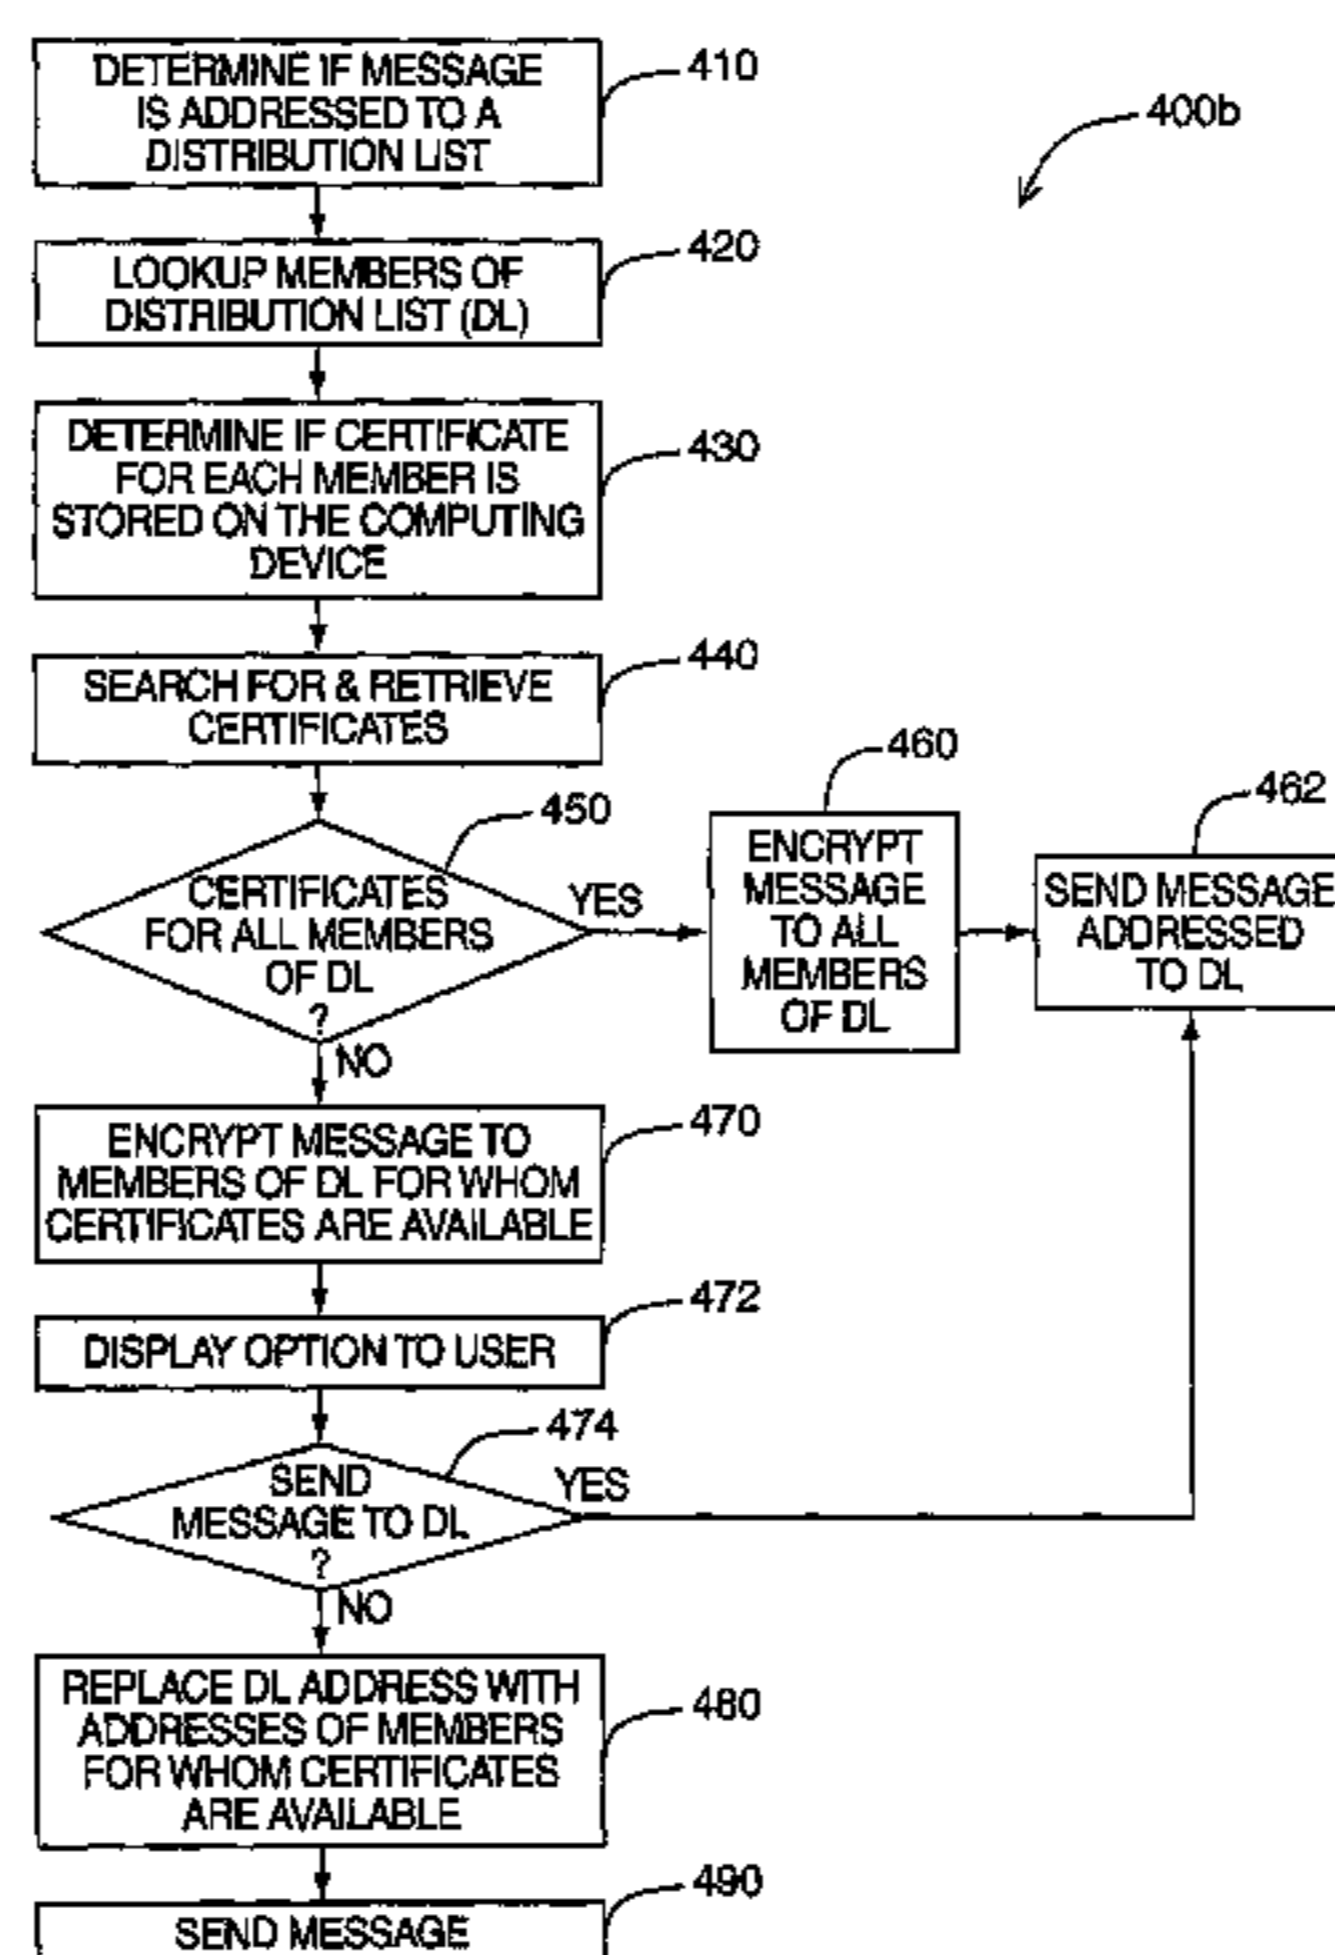 DETERMINE IF MESSAGE
IS ADDRESSED TO A
DISTRIBUTION LIST
410
400b
LOOKUP MEMBERS OF
DISTRIBUTION LIST (DL)
420
DETERMINE IF CERTIFICATE
FOR EACH MEMBER IS
STORED ON THE COMPUTING
DEVICE
430
SEARCH FOR & RETRIEVE
CERTIFICATES
440
CERTIFICATES
FOR ALL MEMBERS
OF DL
?
450
YES
ENCRYPT
MESSAGE
TO ALL
MEMBERS
OF DL
460
SEND MESSAGE
ADDRESSED
TO DL
462
NO
ENCRYPT MESSAGE TO
MEMBERS OF DL FOR WHOM
CERTIFICATES ARE AVAILABLE
470
DISPLAY OPTION TO USER
472
SEND
MESSAGE TO DL
?
474
YES
NO
REPLACE DL ADDRESS WITH
ADDRESSES OF MEMBERS
FOR WHOM CERTIFICATES
ARE AVAILABLE
480
SEND MESSAGE
490